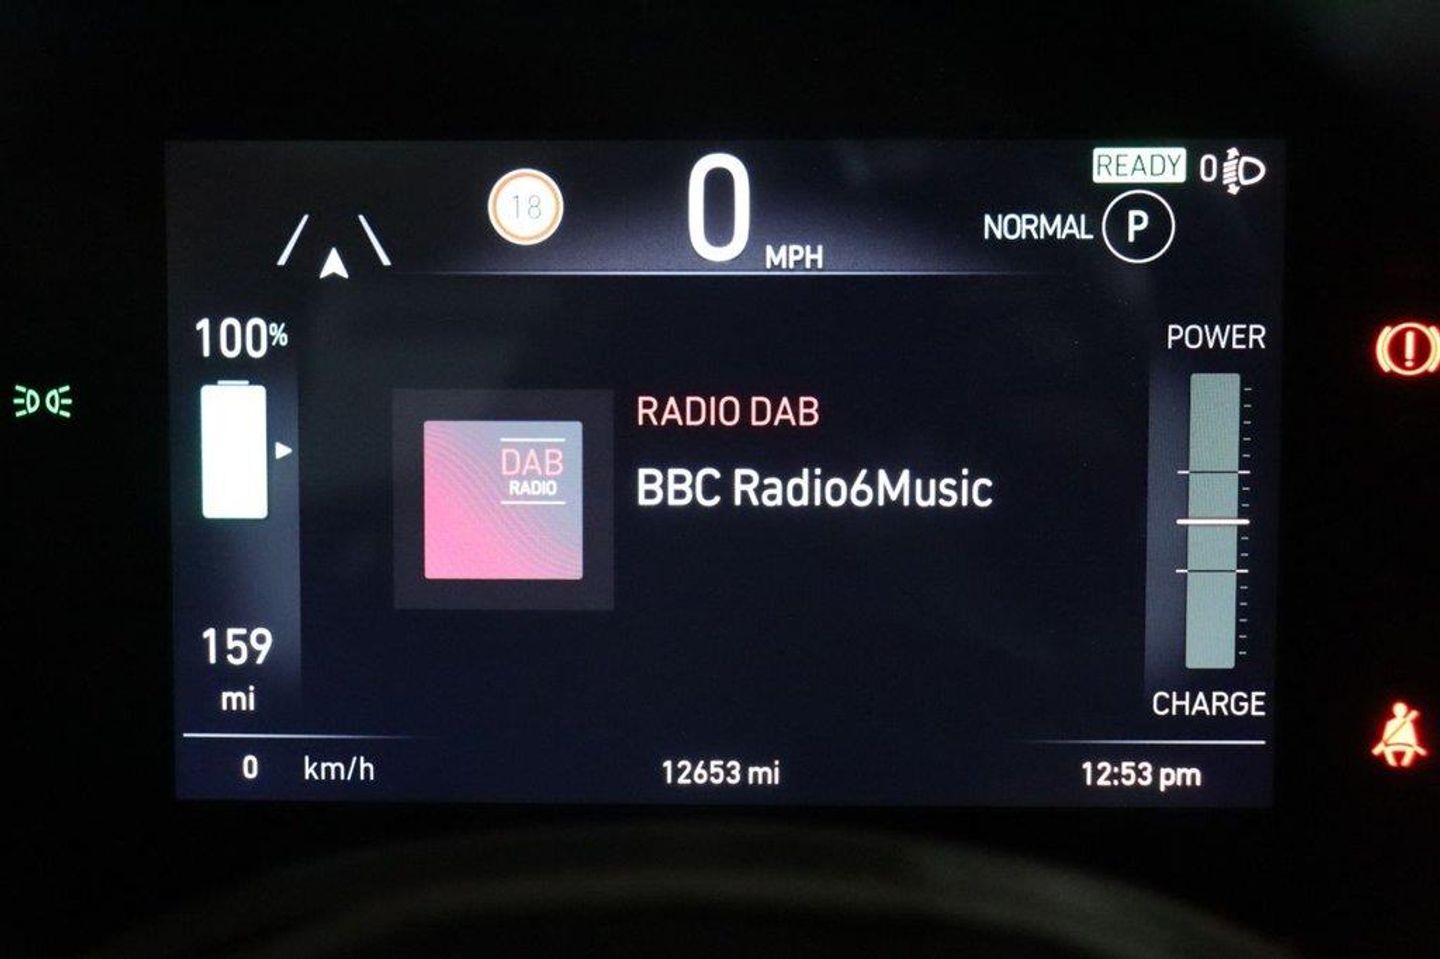 READY 0
18
0 MPH
NORMAL P
100%
POWER
RADIO DAB
DAB
RADIO
BBC Radio6Music
159
mi
CHARGE
0 km/h
12653 mi
12:53 pm